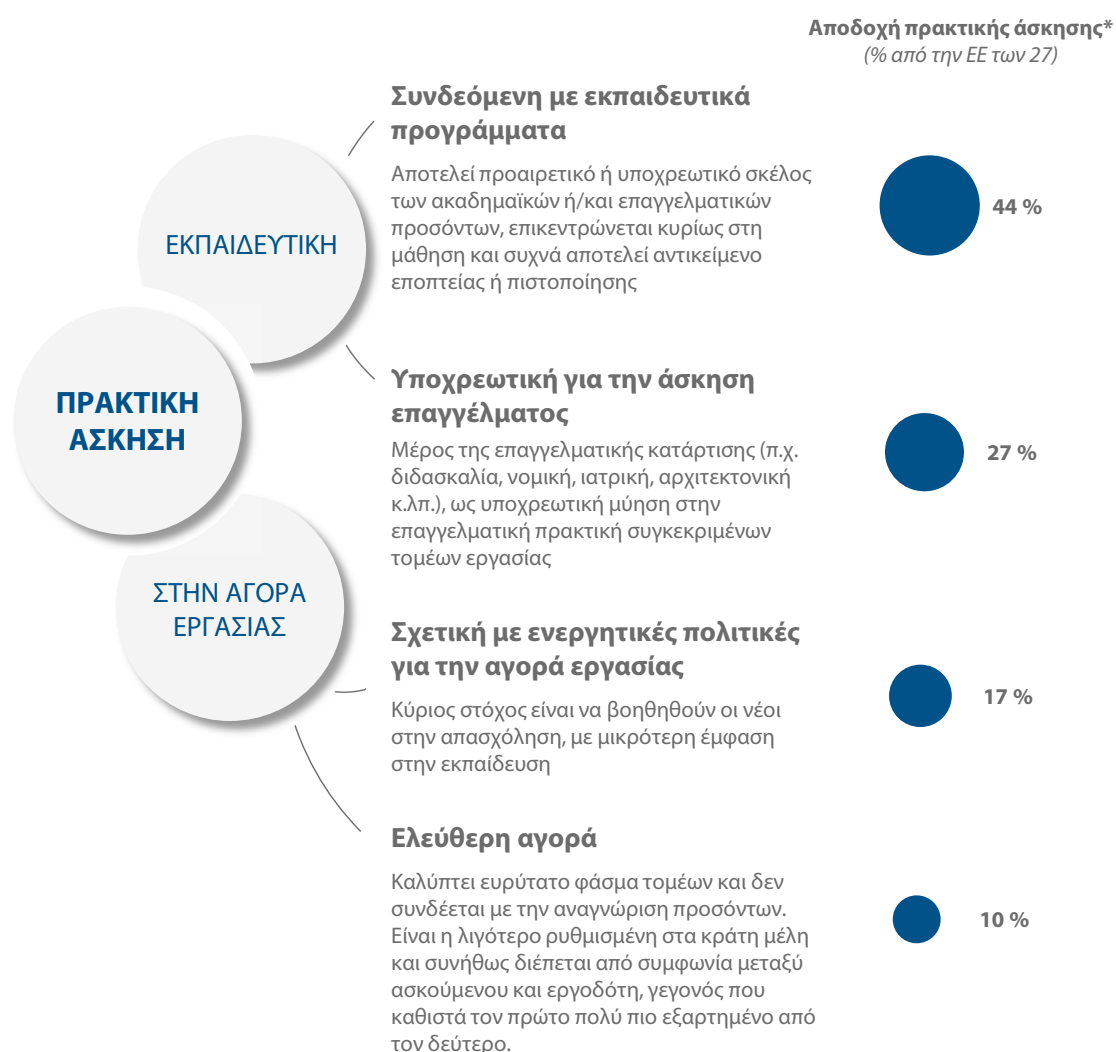 Αποδοχή πρακτικής άσκησης*
(% από την ΕΕ των 27)
Συνδεόμενη με εκπαιδευτικά
προγράμματα
Αποτελεί προαιρετικό ή υποχρεωτικό σκέλος
των ακαδημαϊκών ή/και επαγγελματικών
προσόντων, επικεντρώνεται κυρίως στη
μάθηση και συχνά αποτελεί αντικείμενο
εποπτείας ή πιστοποίησης
44 %
ΕΚΠΑΙΔΕΥΤΙΚΗ
ΠΡΑΚΤΙΚΗ
ΑΣΚΗΣΗ
Υποχρεωτική για την άσκηση
επαγγέλματος
Μέρος της επαγγελματικής κατάρτισης (π.χ.
διδασκαλία, νομική, ιατρική, αρχιτεκτονική
κ.λπ.), ως υποχρεωτική μύηση στην
επαγγελματική πρακτική συγκεκριμένων
τομέων εργασίας
27 %
ΣΤΗΝ ΑΓΟΡΑ
ΕΡΓΑΣΙΑΣ
Σχετική με ενεργητικές πολιτικές
για την αγορά εργασίας
Κύριος στόχος είναι να βοηθηθούν οι νέοι
στην απασχόληση, με μικρότερη έμφαση
στην εκπαίδευση
17 %
Ελεύθερη αγορά
Καλύπτει ευρύτατο φάσμα τομέων και δεν
συνδέεται με την αναγνώριση προσόντων.
Είναι η λιγότερο ρυθμισμένη στα κράτη μέλη
και συνήθως διέπεται από συμφωνία μεταξύ
ασκούμενου και εργοδότη, γεγονός που
καθιστά τον πρώτο πολύ πιο εξαρτημένο από
τον δεύτερο.
10 %